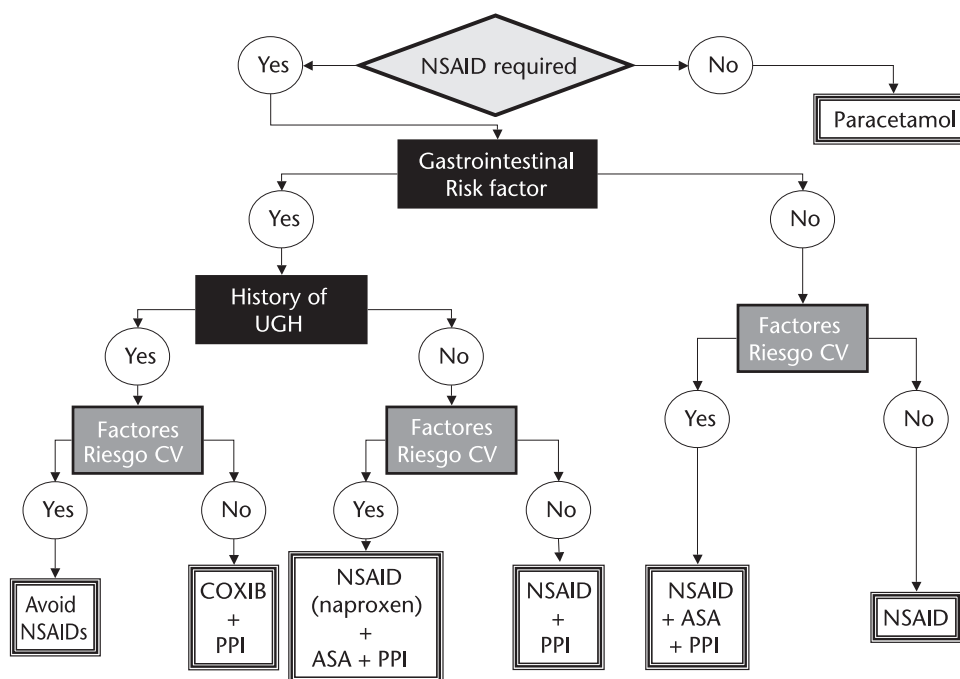 Yes
NSAID required
No
Paracetamol
Gastrointestinal
Risk factor
Yes
No
History of
UGH
Factores
Riesgo CV
Yes
No
Yes
No
Factores
Riesgo CV
Factores
Riesgo CV
Yes
No
Yes
No
Avoid
NSAIDs
COXIB
+
PPI
NSAID
(naproxen)
+
ASA + PPI
NSAID
+
PPI
NSAID
+ ASA
+ PPI
NSAID